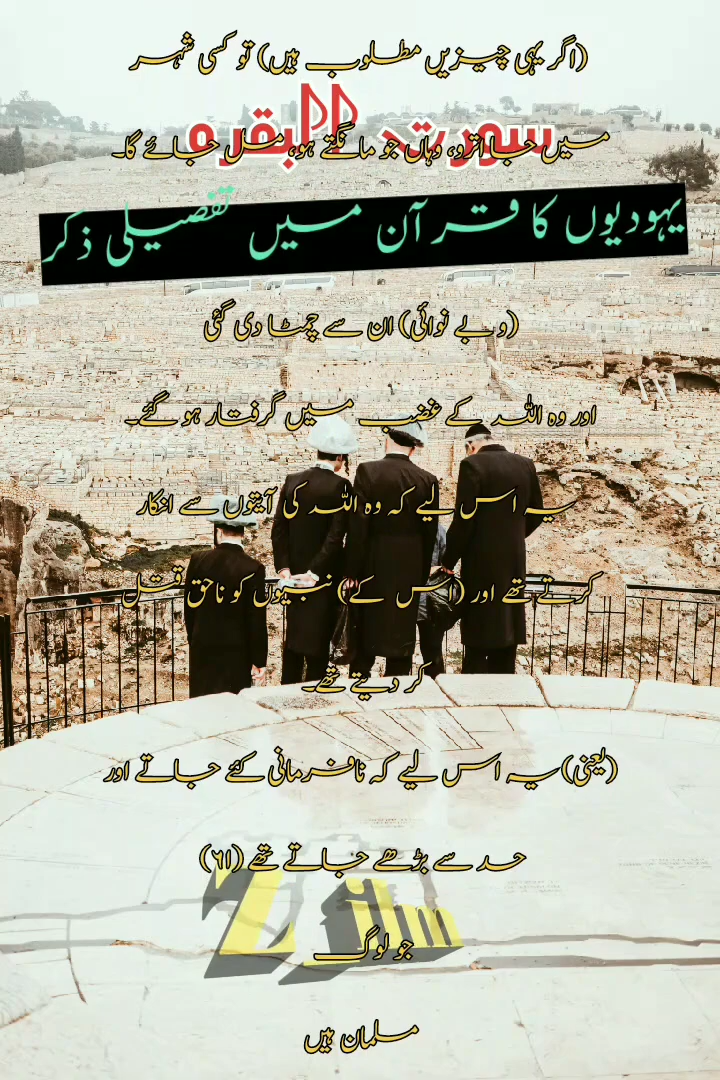 (اگر یہی چیزیں مطلوب ہیں) تو کسی شہر
سورتہ البقرہ
میں جا اترو، وہاں جو مانگتے ہو، مل جائے گا۔
یہودیوں کا قرآن میں تفصیلی ذکر
(و بے نوائی) ان سے چمٹا دی گئی
اور وہ اللہ کے غضب میں گرفتار ہو گئے۔
یہ اس لیے کہ وہ اللہ کی آیتوں سے انکار
کرتے تھے اور (اس کے) نبیوں کو ناحق قتل
کر دیتے تھے۔
(یعنی) یہ اس لیے کہ نافرمانی کئے جاتے اور
حد سے بڑھے جاتے تھے (۶۱)
Z ilm
جو لوگ
مسلمان ہیں